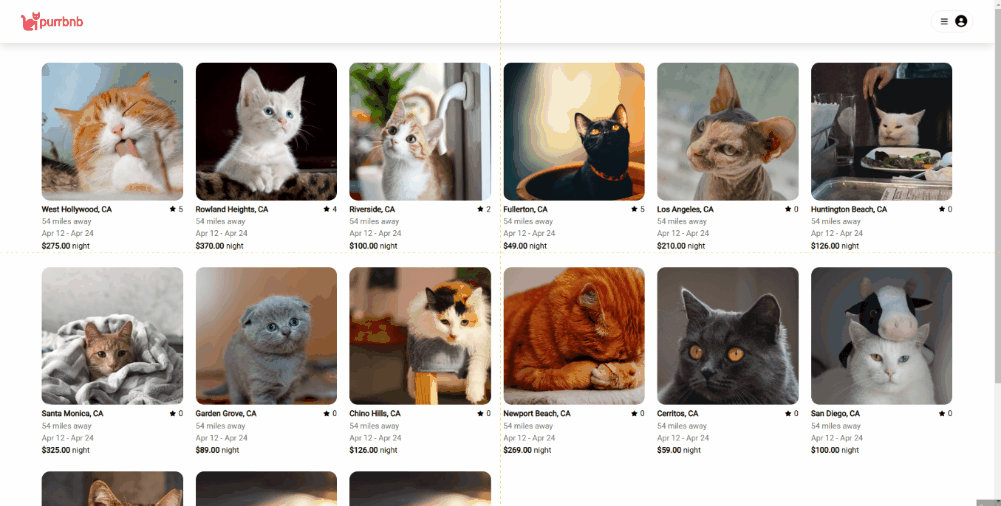 purrbnb
West Hollywood, CA ★ 5
54 miles away
Apr 12 - Apr 24
$275.00 night
Rowland Heights, CA ★ 4
54 miles away
Apr 12 - Apr 24
$370.00 night
Riverside, CA ★ 2
54 miles away
Apr 12 - Apr 24
$100.00 night
Fullerton, CA ★ 5
54 miles away
Apr 12 - Apr 24
$49.00 night
Los Angeles, CA ★ 0
54 miles away
Apr 12 - Apr 24
$210.00 night
Huntington Beach, CA ★ 0
54 miles away
Apr 12 - Apr 24
$126.00 night
Santa Monica, CA ★ 0
54 miles away
Apr 12 - Apr 24
$325.00 night
Garden Grove, CA ★ 0
54 miles away
Apr 12 - Apr 24
$89.00 night
Chino Hills, CA ★ 0
54 miles away
Apr 12 - Apr 24
$126.00 night
Newport Beach, CA ★ 0
54 miles away
Apr 12 - Apr 24
$269.00 night
Cerritos, CA ★ 0
54 miles away
Apr 12 - Apr 24
$59.00 night
San Diego, CA ★ 0
54 miles away
Apr 12 - Apr 24
$100.00 night